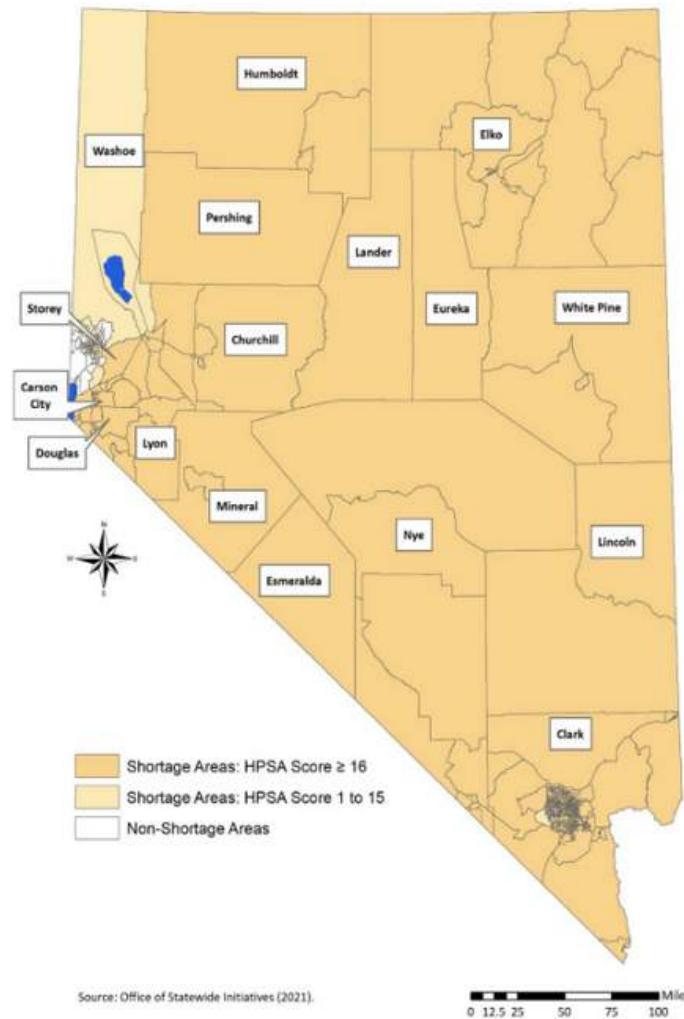 Humboldt
Elko
Washoe
Pershing
Lander
Eureka
White Pine
Storey
Churchill
Carson
City
Douglas
Lyon
Mineral
Nye
Lincoln
Esmeralda
N
W
E
S
Clark
Shortage Areas: HPSA Score ≥ 16
Shortage Areas: HPSA Score 1 to 15
Non-Shortage Areas
Source: Office of Statewide Initiatives (2021).
Mile
0 12.5 25 50 75 100